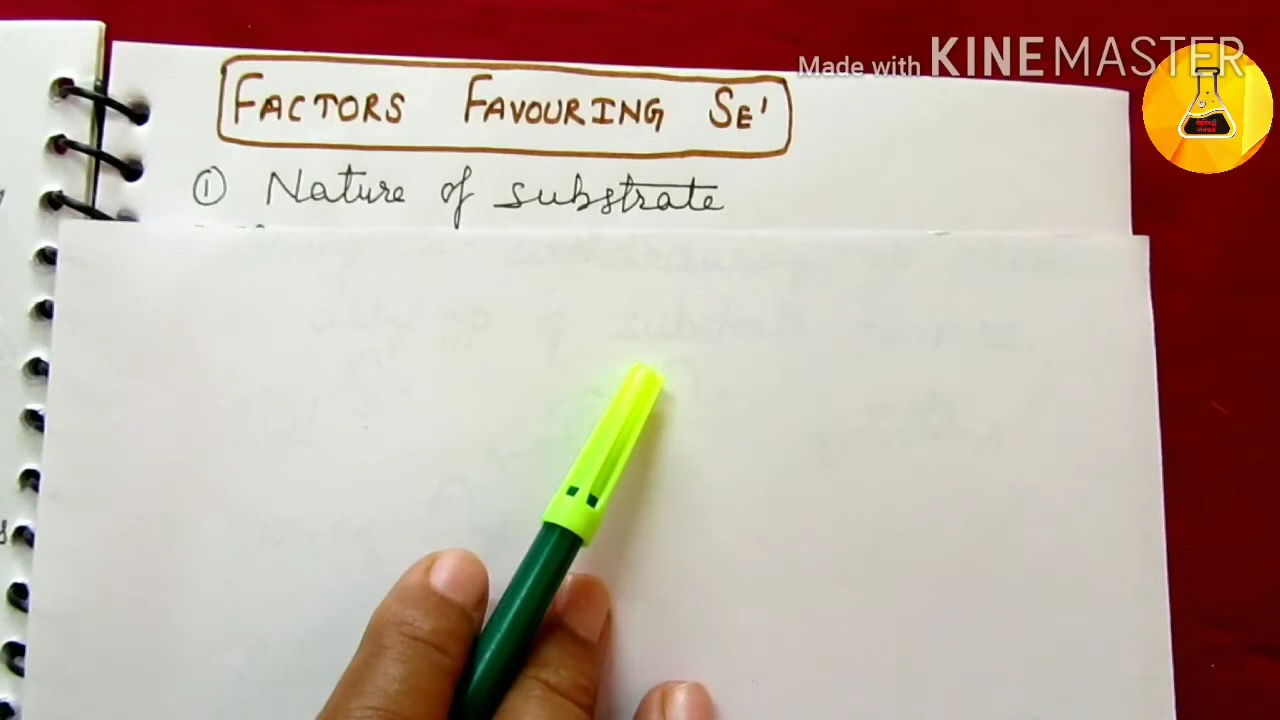 Made with KINEMASTER
FACTORS FAVOURING SE'
① Nature of substrate